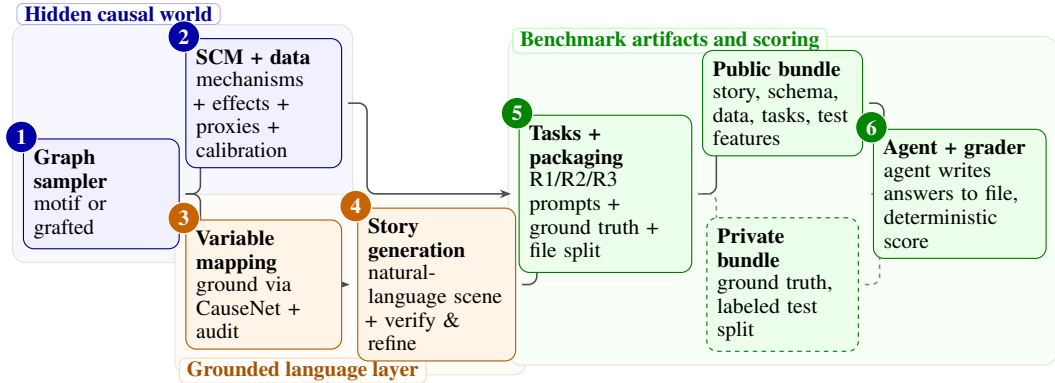 Hidden causal world
1
Graph
sampler
motif or
grafted
2
SCM + data
mechanisms
+ effects +
proxies +
calibration
3
Variable
mapping
ground via
CauseNet +
audit
4
Story
generation
natural-
language scene
+ verify &
refine
Grounded language layer
Benchmark artifacts and scoring
5
Tasks +
packaging
R1/R2/R3
prompts +
ground truth +
file split
Public bundle
story, schema,
data, tasks, test
features
Private
bundle
ground truth,
labeled test
split
6
Agent + grader
agent writes
answers to file,
deterministic
score